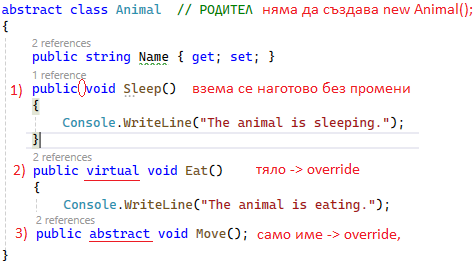 abstract class Animal // РОДИТЕЛ няма да създава new Animal();
{
2 references
public string Name { get; set; }
1 reference
1) public void Sleep() взема се наготово без промени
{
Console.WriteLine("The animal is sleeping.");
}
2 references
2) public virtual void Eat() тяло -> override
{
Console.WriteLine("The animal is eating.");
2 references
3) public abstract void Move(); само име -> override,
}